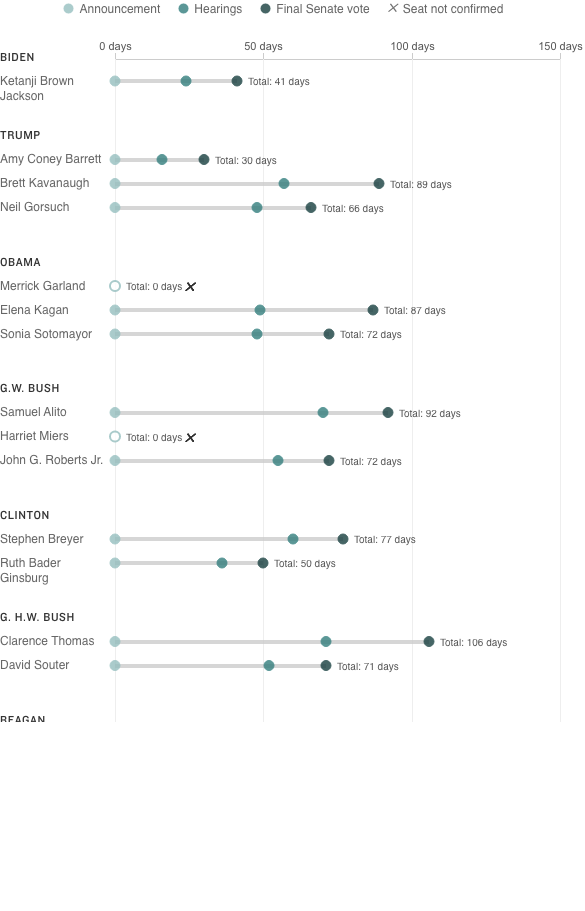 Announcement Hearings Final Senate vote Seat not confirmed
0 days 50 days 100 days 150 days
BIDEN
Ketanji Brown
Jackson
Total: 41 days
TRUMP
Amy Coney Barrett Total: 30 days
Brett Kavanaugh Total: 89 days
Neil Gorsuch Total: 66 days
OBAMA
Merrick Garland Total: 0 days
Elena Kagan Total: 87 days
Sonia Sotomayor Total: 72 days
G.W. BUSH
Samuel Alito Total: 92 days
Harriet Miers Total: 0 days
John G. Roberts Jr. Total: 72 days
CLINTON
Stephen Breyer Total: 77 days
Ruth Bader
Ginsburg
Total: 50 days
G. H.W. BUSH
Clarence Thomas Total: 106 days
David Souter Total: 71 days
REAGAN